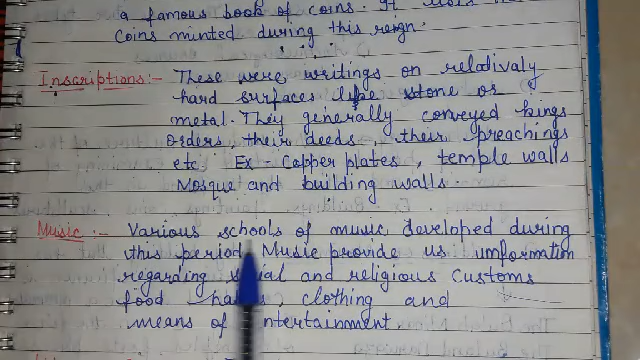 a famous book of coins. It
coins minted during this reign.
Inscriptions:- These were writings on relativaly
hard surfaces like stone or
metal. They generally conveyed kings
orders, their deeds, their preachings
etc. Ex - Copper plates, temple walls
Mosque and building walls.
Music :- Various schools of music developed during
this period. Music provide us umformation
regarding and religious Customs
food clothing and
means of entertainment